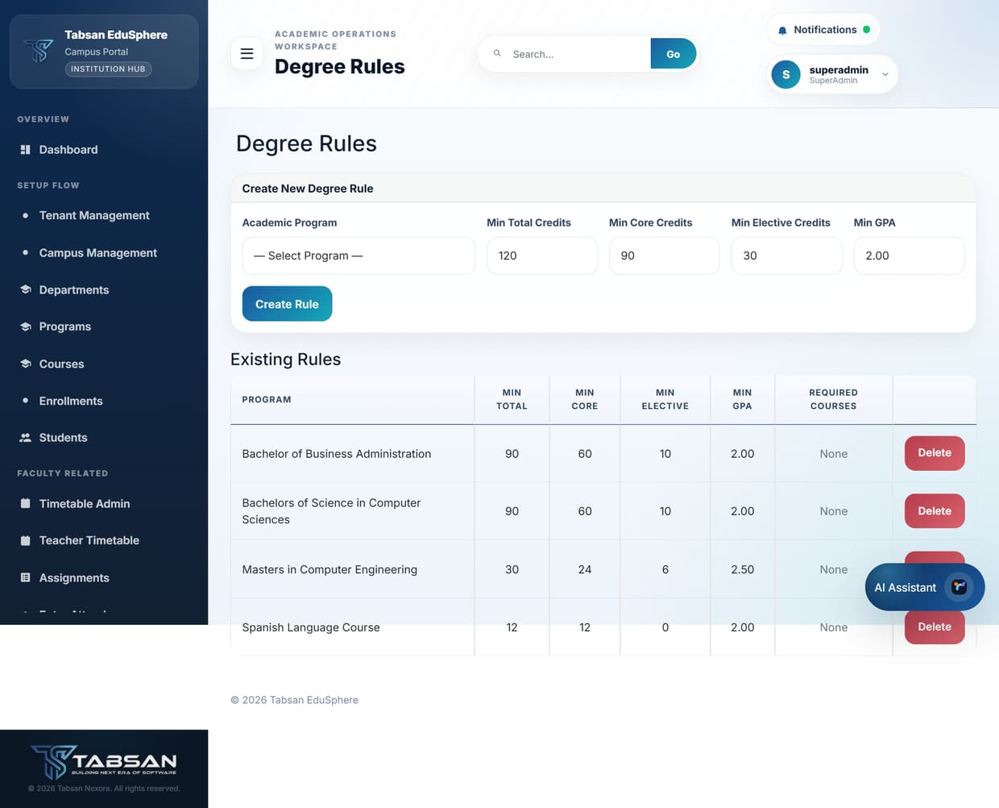 Tabsan EduSphere
Campus Portal
INSTITUTION HUB
OVERVIEW
Dashboard
SETUP FLOW
Tenant Management
Campus Management
Departments
Programs
Courses
Enrollments
Students
FACULTY RELATED
Timetable Admin
Teacher Timetable
Assignments
ACADEMIC OPERATIONS
WORKSPACE
Degree Rules
Search...
Go
Notifications
S
superadmin
SuperAdmin
Degree Rules
Create New Degree Rule
Academic Program Min Total Credits Min Core Credits Min Elective Credits Min GPA
— Select Program — 120 90 30 2.00
Create Rule
Existing Rules
PROGRAM MIN TOTAL MIN CORE MIN ELECTIVE MIN GPA REQUIRED COURSES
Bachelor of Business Administration 90 60 10 2.00 None Delete
Bachelors of Science in Computer
Sciences 90 60 10 2.00 None Delete
Masters in Computer Engineering 30 24 6 2.50 None
AI Assistant
Spanish Language Course 12 12 0 2.00 None Delete
© 2026 Tabsan EduSphere
TABSAN
BUILDING NEXT ERA OF SOFTWARE
© 2026 Tabsan Nexora. All rights reserved.